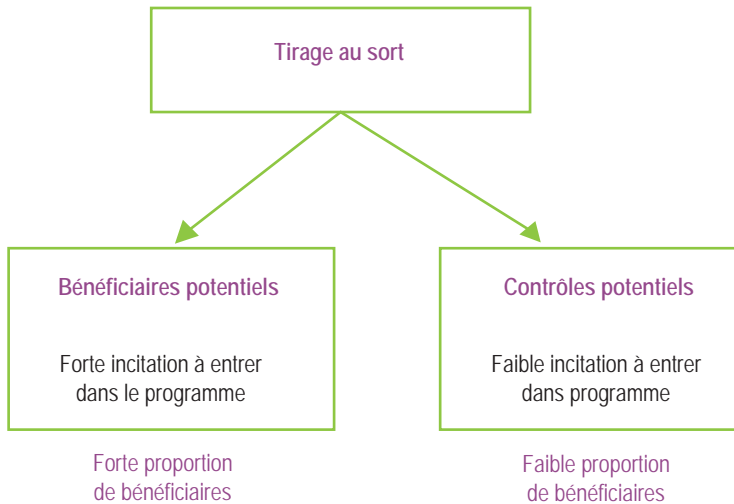 Tirage au sort
Bénéficiaires potentiels
Forte incitation à entrer
dans le programme
Forte proportion
de bénéficiaires
Contrôles potentiels
Faible incitation à entrer
dans programme
Faible proportion
de bénéficiaires